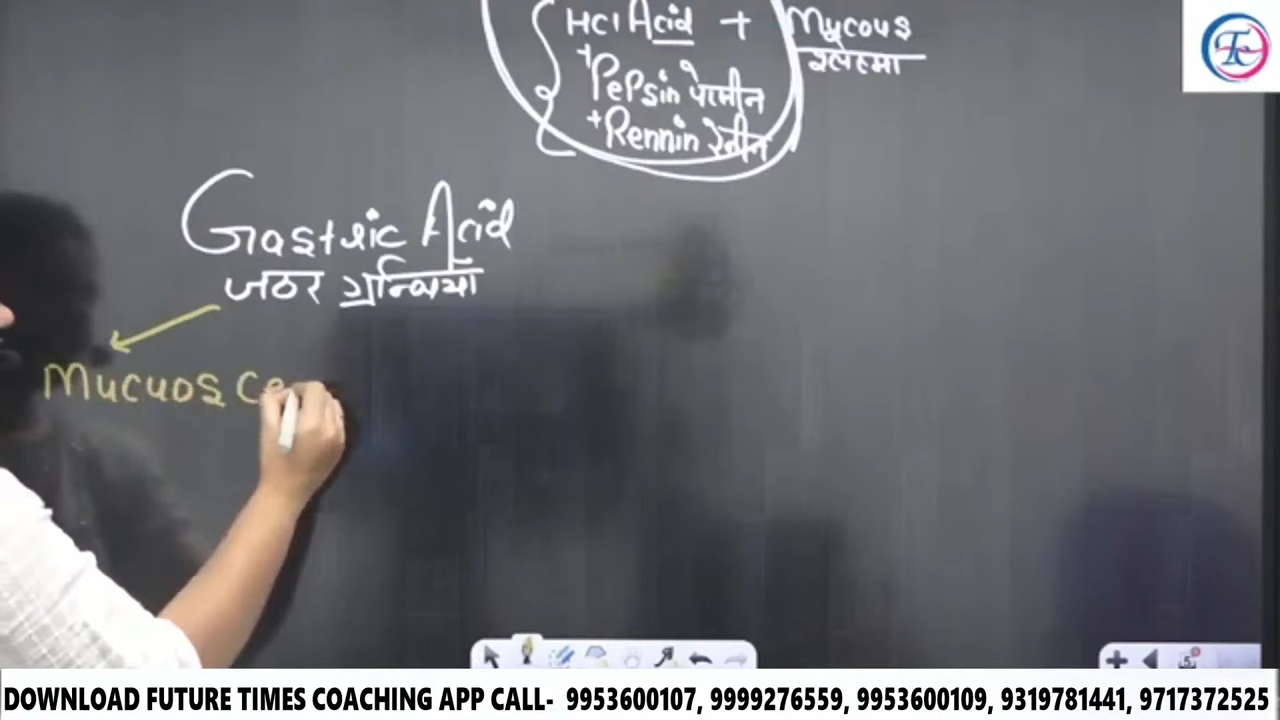 HCl Acid + Mucous
श्लेष्मा
+ Pepsin पेप्सीन
+ Rennin रेनीन
Gastric Acid
जठर ग्रन्थियां
Mucuos Ce
DOWNLOAD FUTURE TIMES COACHING APP CALL- 9953600107, 9999276559, 9953600109, 9319781441, 9717372525